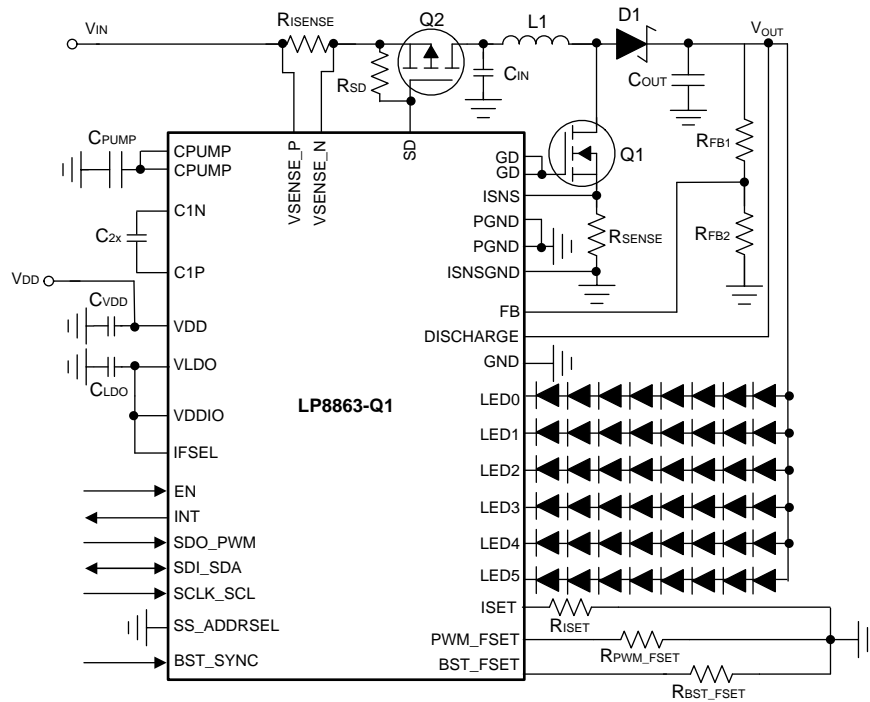 VIN
RISENSE
Q2
L1
D1
VOUT
RSD
CIN
COUT
CPUMP
CPUMP
CPUMP
VSENSE_P
VSENSE_N
SD
GD
GD
Q1
RFB1
C1N
ISNS
C2x
PGND
PGND
RSENSE
RFB2
C1P
ISNSGND
VDD
CVDD
VDD
FB
DISCHARGE
VLDO
GND
CLDO
LP8863-Q1
LED0
VDDIO
LED1
IFSEL
LED2
EN
LED3
INT
SDO_PWM
LED4
SDI_SDA
LED5
SCLK_SCL
ISET
RISET
SS_ADDRSEL
PWM_FSET
RPWM_FSET
BST_SYNC
BST_FSET
RBST_FSET